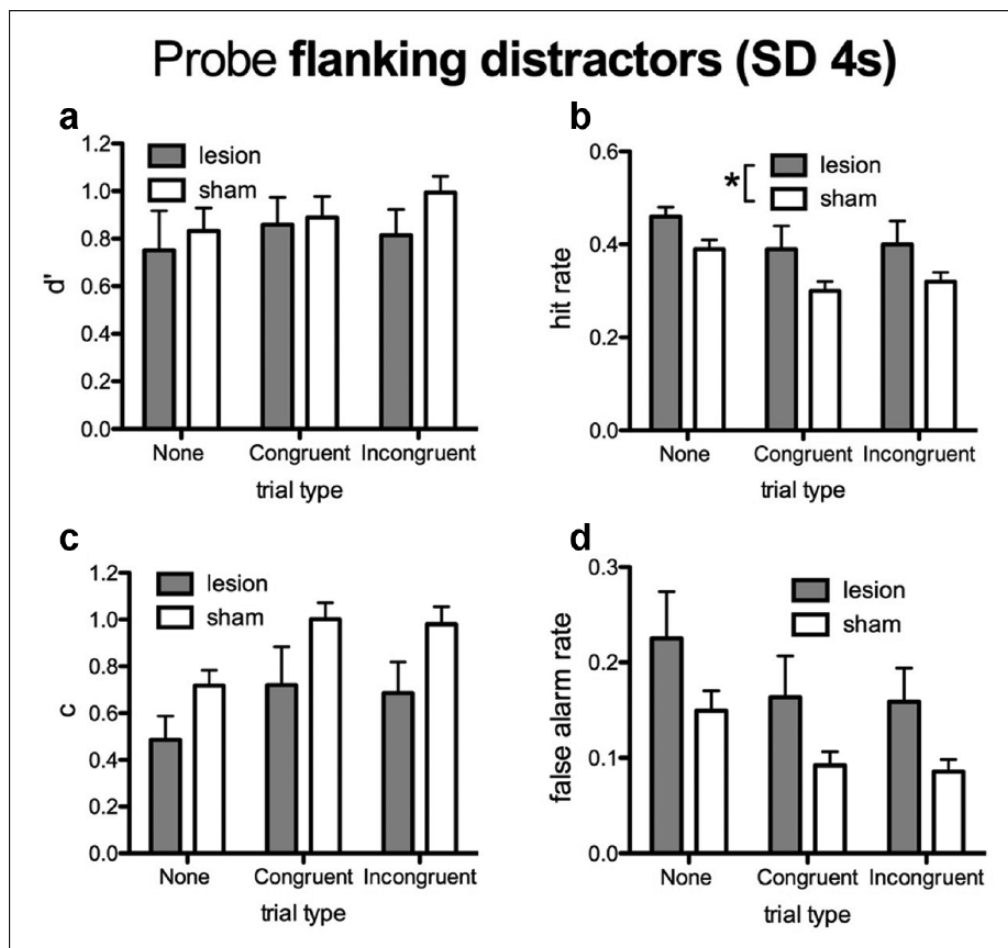 Probe flanking distractors (SD 4s)
a
1.2
1.0
0.8
0.6
0.4
0.2
0.0
d'
lesion
sham
None Congruent Incongruent
trial type
b
0.6
0.4
0.2
0.0
hit rate
*
lesion
sham
None Congruent Incongruent
trial type
c
1.2
1.0
0.8
0.6
0.4
0.2
0.0
c
lesion
sham
None Congruent Incongruent
trial type
d
0.3
0.2
0.1
0.0
false alarm rate
lesion
sham
None Congruent Incongruent
trial type